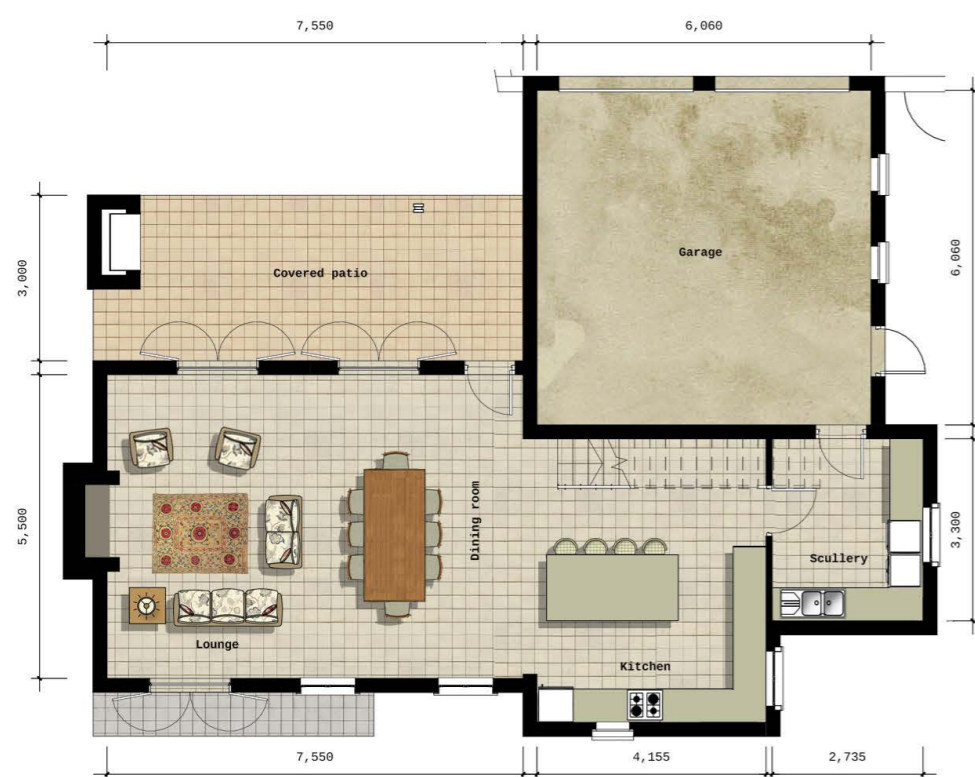 7,550
6,060
3,000
Covered patio
Garage
6,060
5,500
Dining room
3,300
Scullery
Lounge
Kitchen
7,550
4,155
2,735